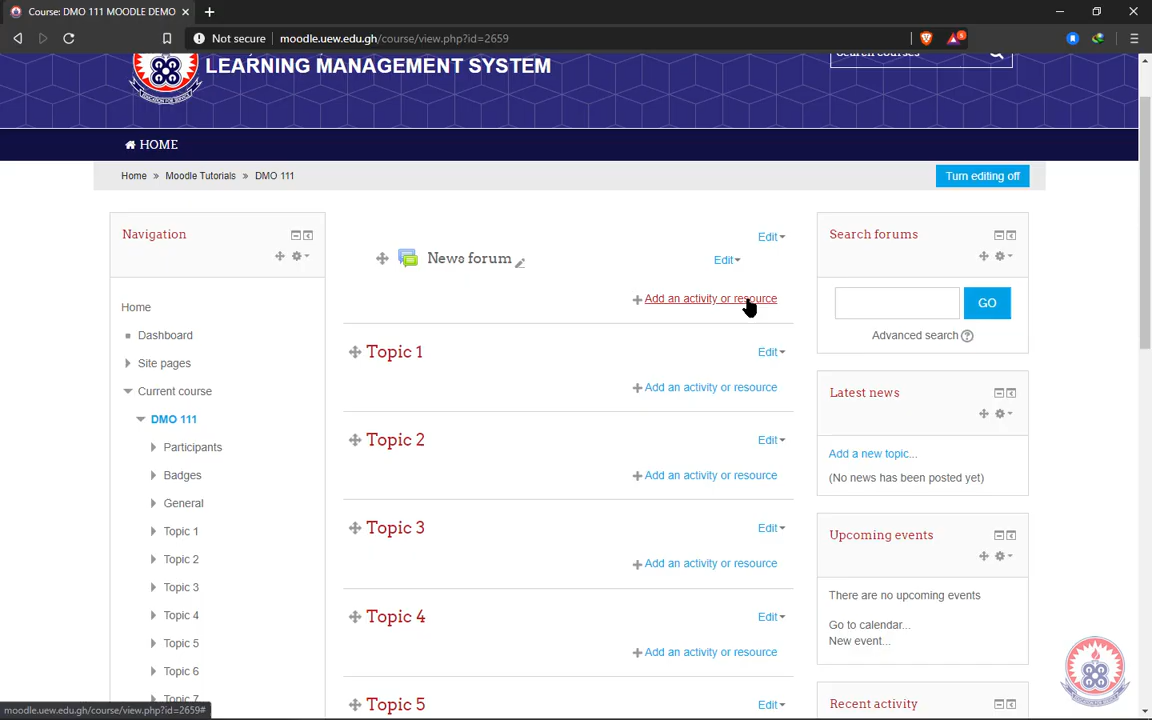 Course: DMO 111 MOODLE DEMO
Not secure
moodle.uew.edu.gh/course/view.php?id=2659
5
LEARNING MANAGEMENT SYSTEM
Search courses
HOME
Home » Moodle Tutorials » DMO 111
Turn editing off
Navigation
Home
Dashboard
Site pages
Current course
DMO 111
Participants
Badges
General
Topic 1
Topic 2
Topic 3
Topic 4
Topic 5
Topic 6
Topic 7
Edit
News forum
Edit
Add an activity or resource
Topic 1
Edit
Add an activity or resource
Topic 2
Edit
Add an activity or resource
Topic 3
Edit
Add an activity or resource
Topic 4
Edit
Add an activity or resource
Topic 5
Edit
Search forums
GO
Advanced search
Latest news
Add a new topic...
(No news has been posted yet)
Upcoming events
There are no upcoming events
Go to calendar...
New event...
Recent activity
moodle.uew.edu.gh/course/view.php?id=2659#